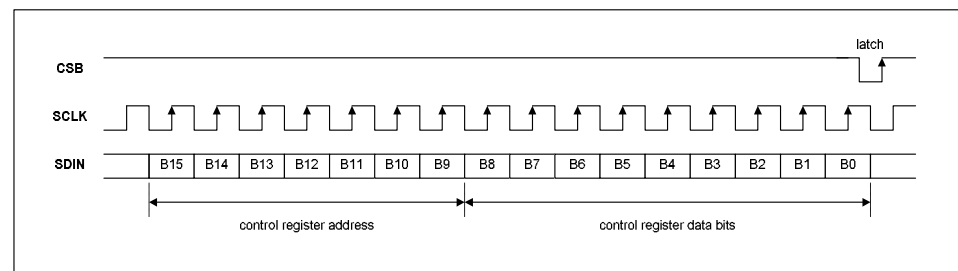 latch
CSB
SCLK
SDIN B15 B14 B13 B12 B11 B10 B9 B8 B7 B6 B5 B4 B3 B2 B1 B0
control register address control register data bits